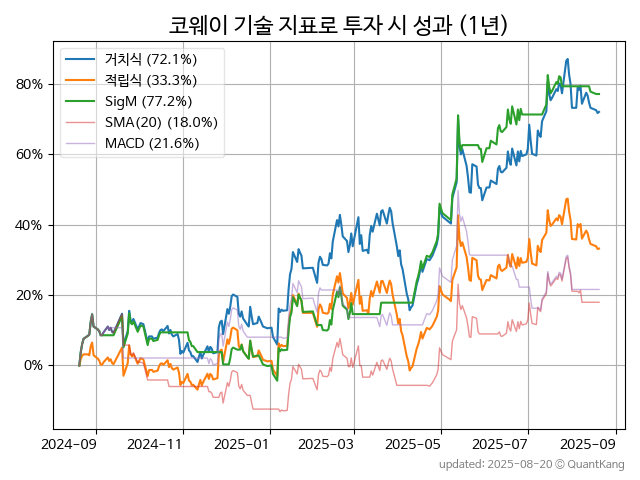 코웨이 기술 지표로 투자 시 성과 (1년)
거치식 (72.1%)
적립식 (33.3%)
SigM (77.2%)
SMA(20) (18.0%)
MACD (21.6%)
80%
60%
40%
20%
0%
2024-09 2024-11 2025-01 2025-03 2025-05 2025-07 2025-09
updated: 2025-08-20 © QuantKang